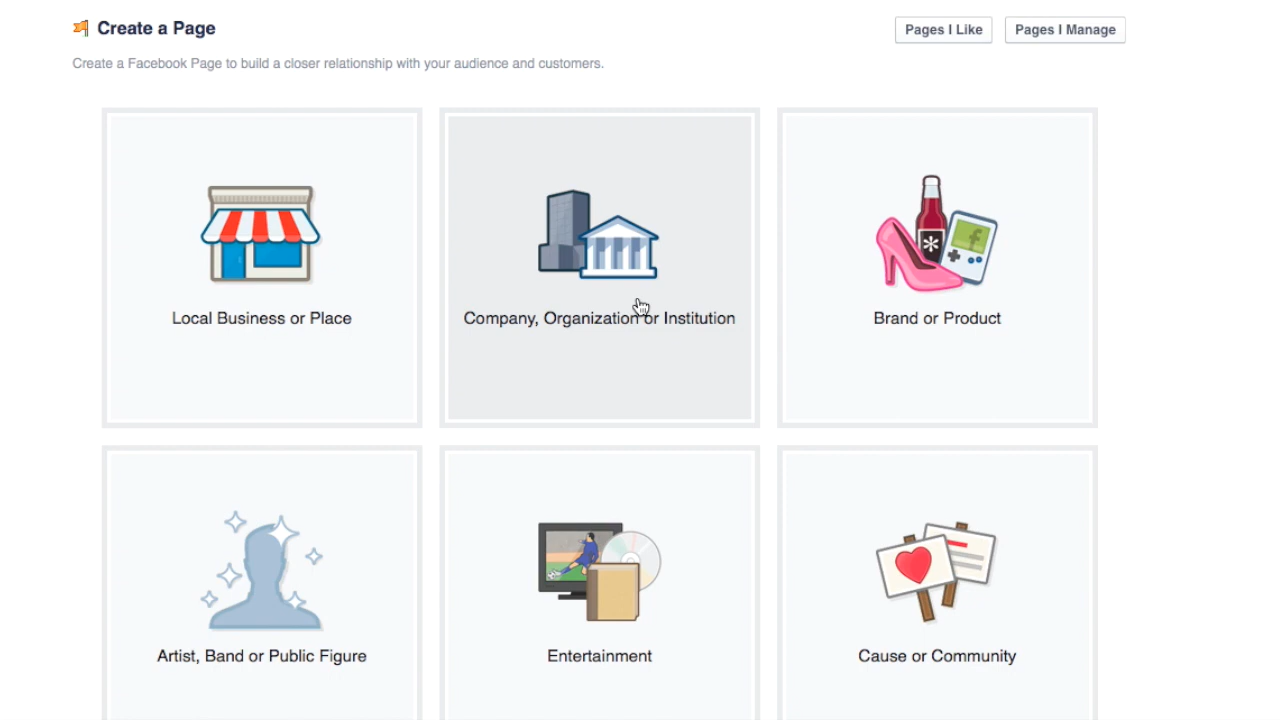 Create a Page
Pages I Like
Pages I Manage
Create a Facebook Page to build a closer relationship with your audience and customers.
Local Business or Place
Company, Organization or Institution
Brand or Product
Artist, Band or Public Figure
Entertainment
Cause or Community